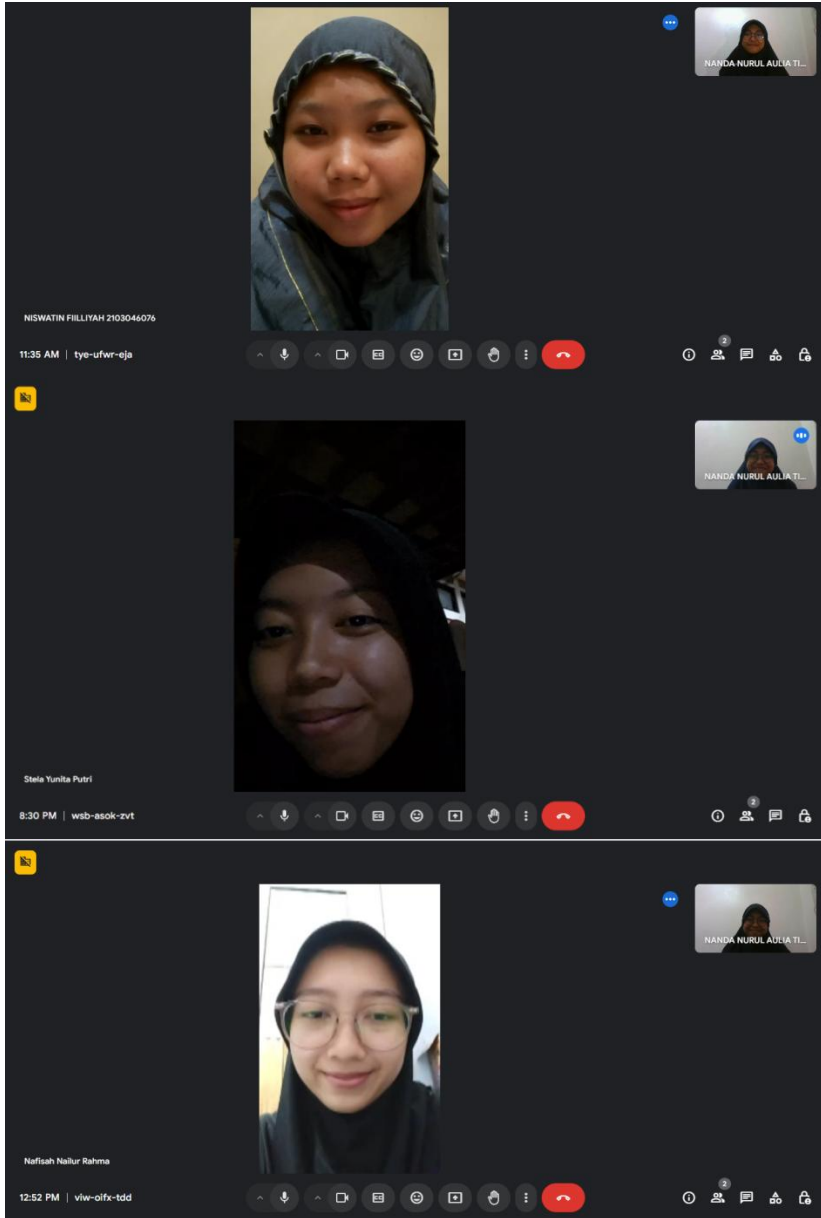 NANDA NURUL AULIA TI...
NISWATIN FIILLIYAH 2103046076
11:35 AM | tye-ufwr-eja
2
NANDA NURUL AULIA TI...
Stela Yunita Putri
8:30 PM | wsb-asok-zvt
2
NANDA NURUL AULIA TI...
Nafisah Nailur Rahma
12:52 PM | viw-oifx-tdd
2